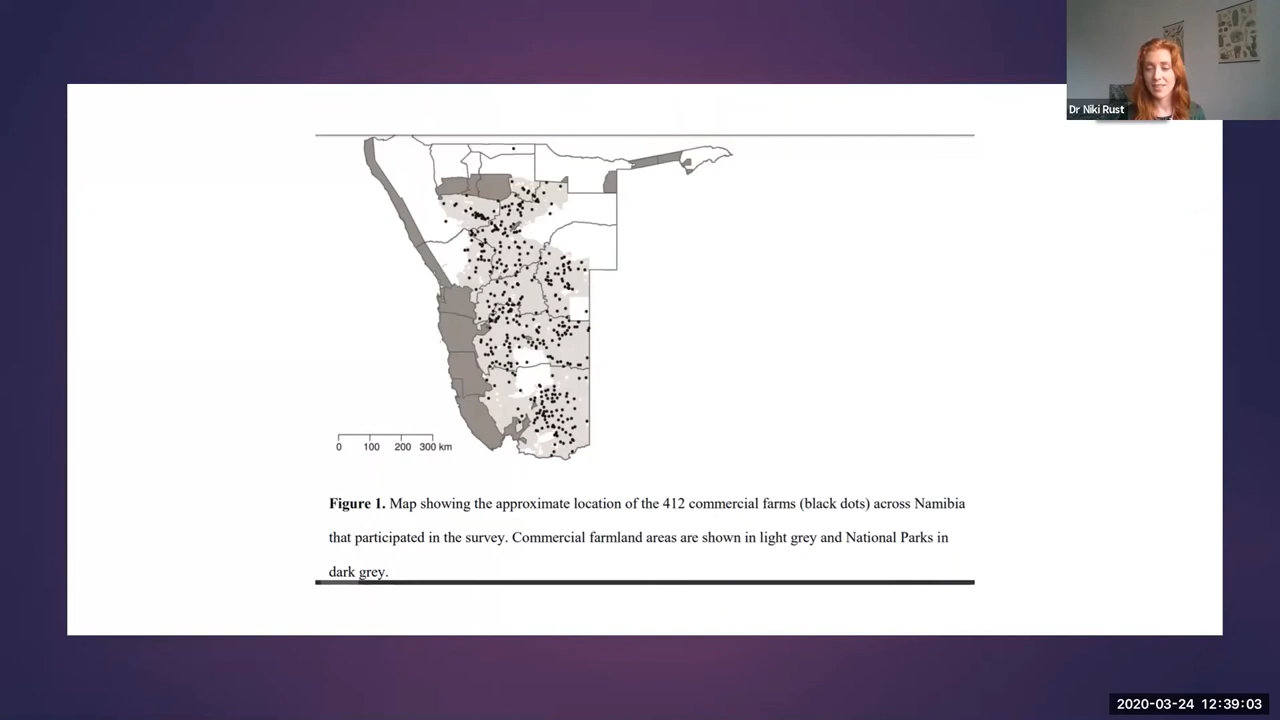 Dr Niki Rust
0 100 200 300 km
Figure 1. Map showing the approximate location of the 412 commercial farms (black dots) across Namibia
that participated in the survey. Commercial farmland areas are shown in light grey and National Parks in
dark grey.
2020-03-24 12:39:03